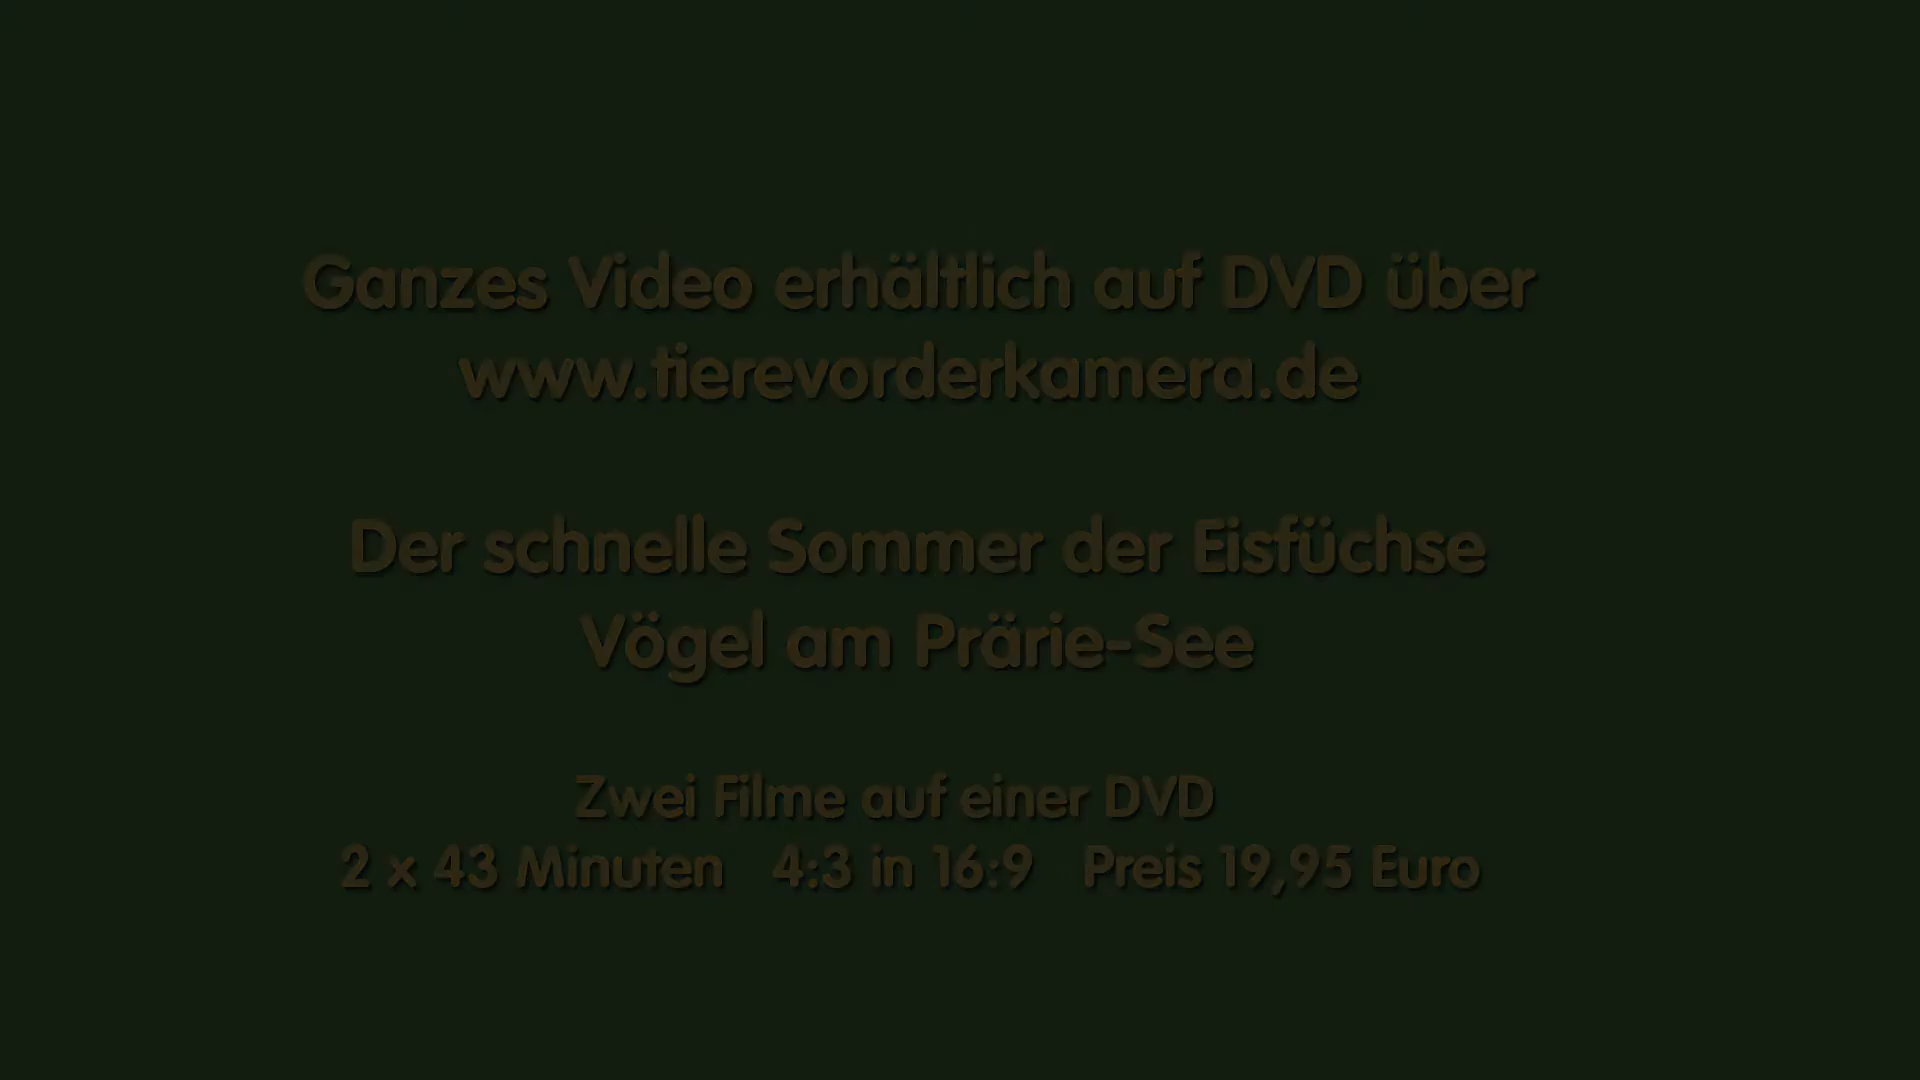 Ganzes Video erhältlich auf DVD über
www.tierevorderkamera.de
Der schnelle Sommer der Eisfüchse
Vögel am Prärie-See
Zwei Filme auf einer DVD
2 x 43 Minuten 4:3 in 16:9 Preis 19,95 Euro